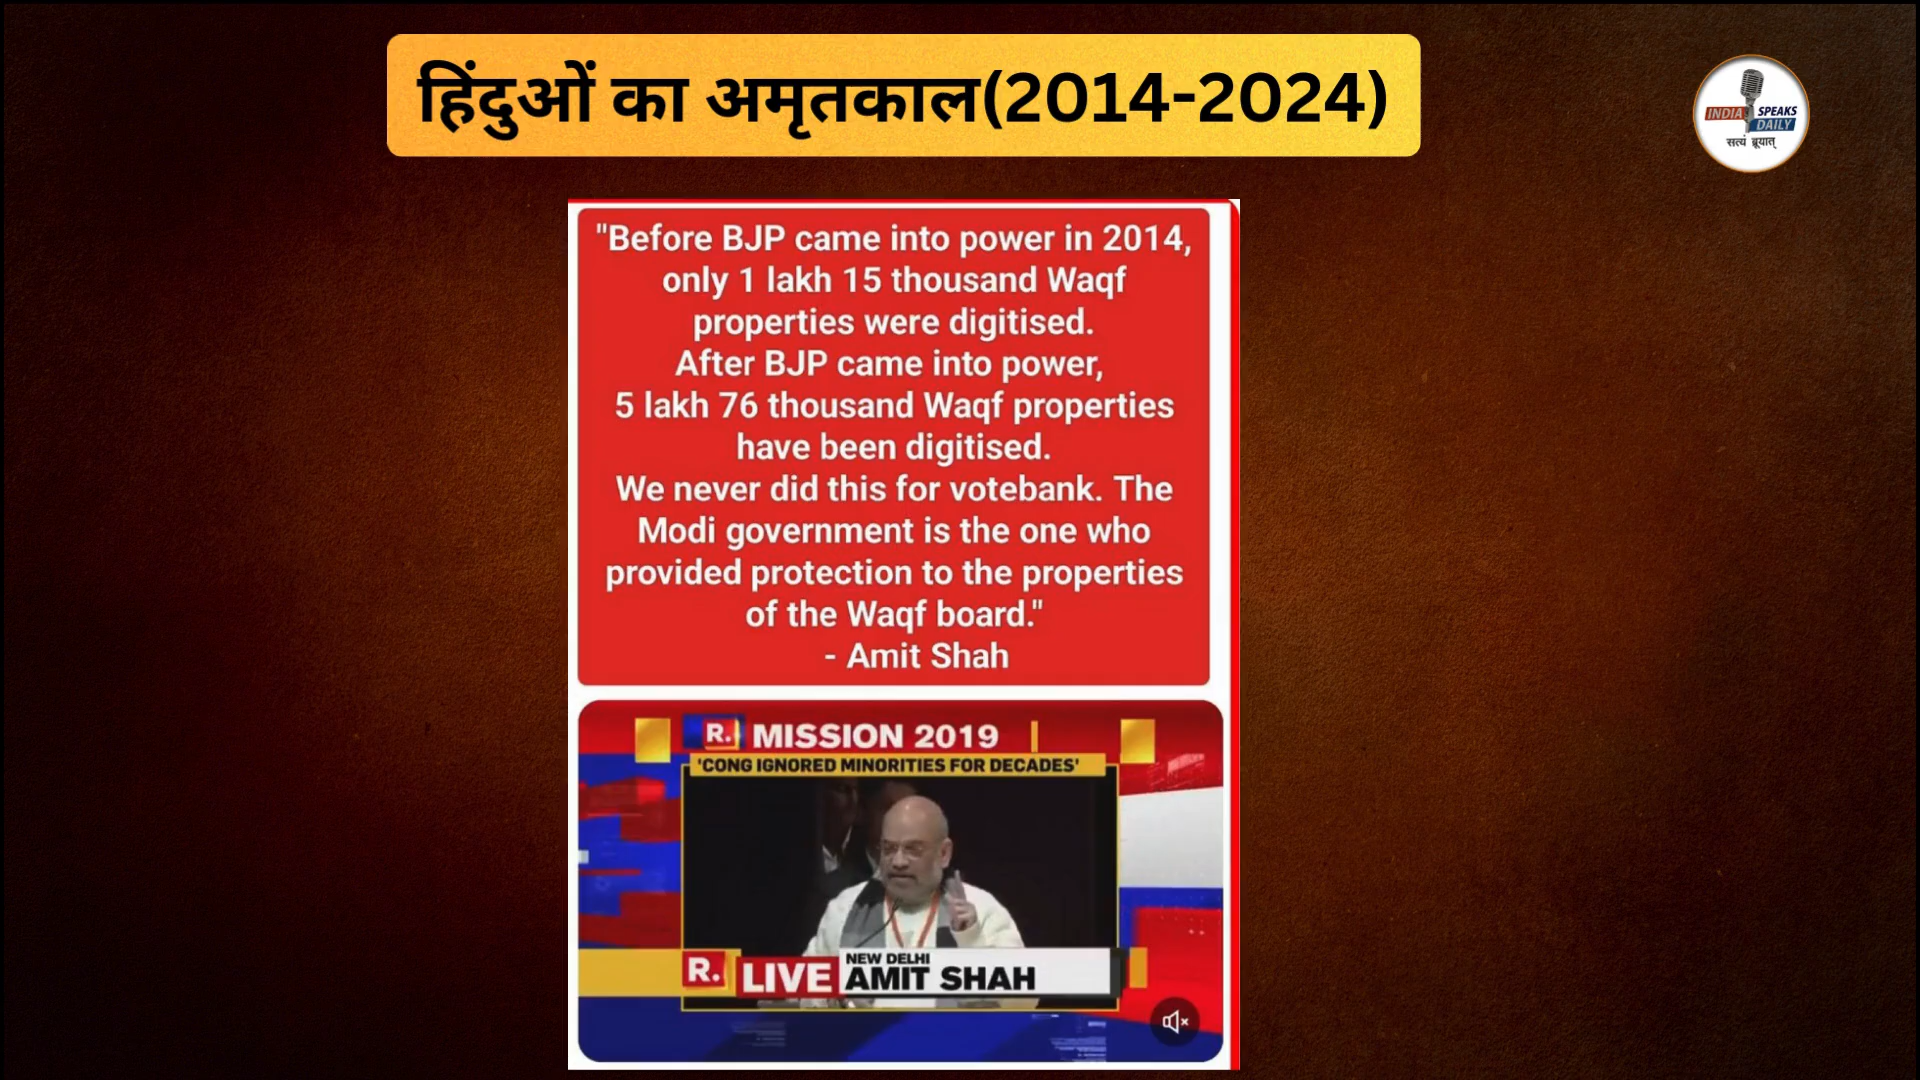 हिंदुओं का अमृतकाल(2014-2024)
INDIA SPEAKS
DAILY
सत्यं ब्रूयात्
"Before BJP came into power in 2014,
only 1 lakh 15 thousand Waqf
properties were digitised.
After BJP came into power,
5 lakh 76 thousand Waqf properties
have been digitised.
We never did this for votebank. The
Modi government is the one who
provided protection to the properties
of the Waqf board."
- Amit Shah
R. MISSION 2019
'CONG IGNORED MINORITIES FOR DECADES'
R. LIVE
NEW DELHI
AMIT SHAH